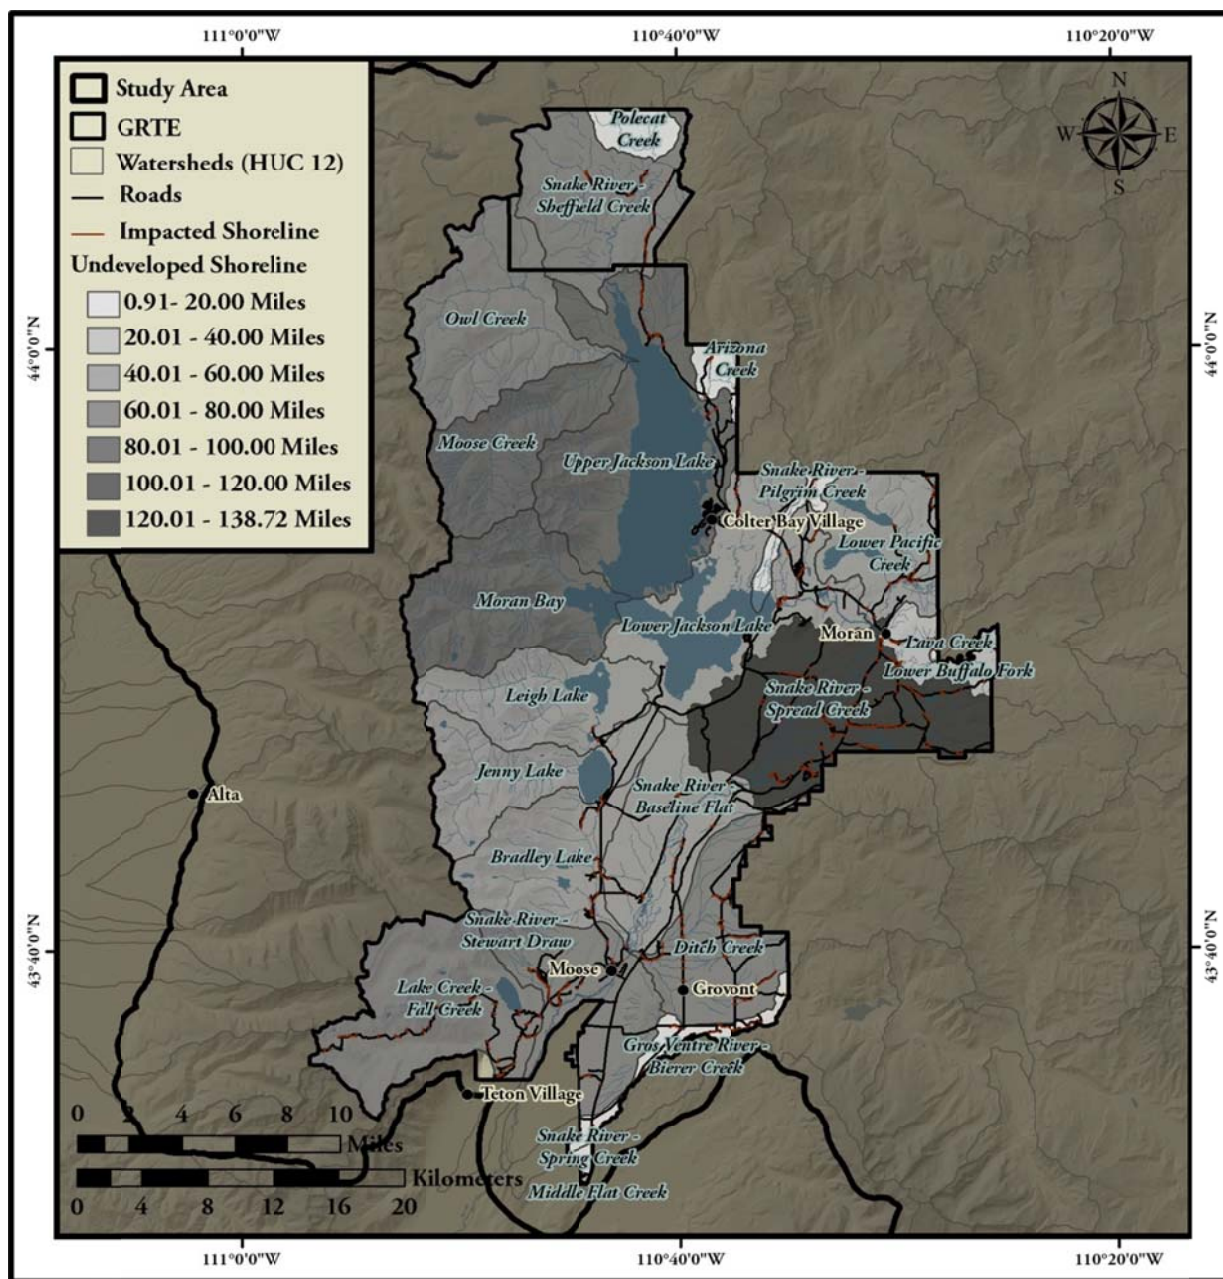 111°0'0"W 110°40'0"W 110°20'0"W
Study Area
GRTE
Watersheds (HUC 12)
Roads
Impacted Shoreline
Undeveloped Shoreline
0.91- 20.00 Miles
20.01 - 40.00 Miles
40.01 - 60.00 Miles
60.01 - 80.00 Miles
80.01 - 100.00 Miles
100.01 - 120.00 Miles
120.01 - 138.72 Miles
N
W E
S
Polecat
Creek
Snake River -
Sheffield Creek
44°0'0"N
44°0'0"N
Owl Creek
Arizona
Creek
Moose Creek
Upper Jackson Lake
Snake River -
Pilgrim Creek
Colter Bay Village
Lower Pacific
Creek
Moran Bay
Lower Jackson Lake
Moran
Lava Creek
Lower Buffalo Fork
Leigh Lake
Snake River -
Spread Creek
Jenny Lake
Snake River -
Baseline Flat
Alta
Bradley Lake
Snake River -
Stewart Draw
43°40'0"N
43°40'0"N
Moose
Ditch Creek
Lake Creek -
Fall Creek
Grovont
Gros Ventre River -
Bierer Creek
Teton Village
0 2 4 6 8 10
Miles
Snake River -
Spring Creek
Kilometers
Middle Flat Creek
0 4 8 12 16 20
111°0'0"W 110°40'0"W 110°20'0"W